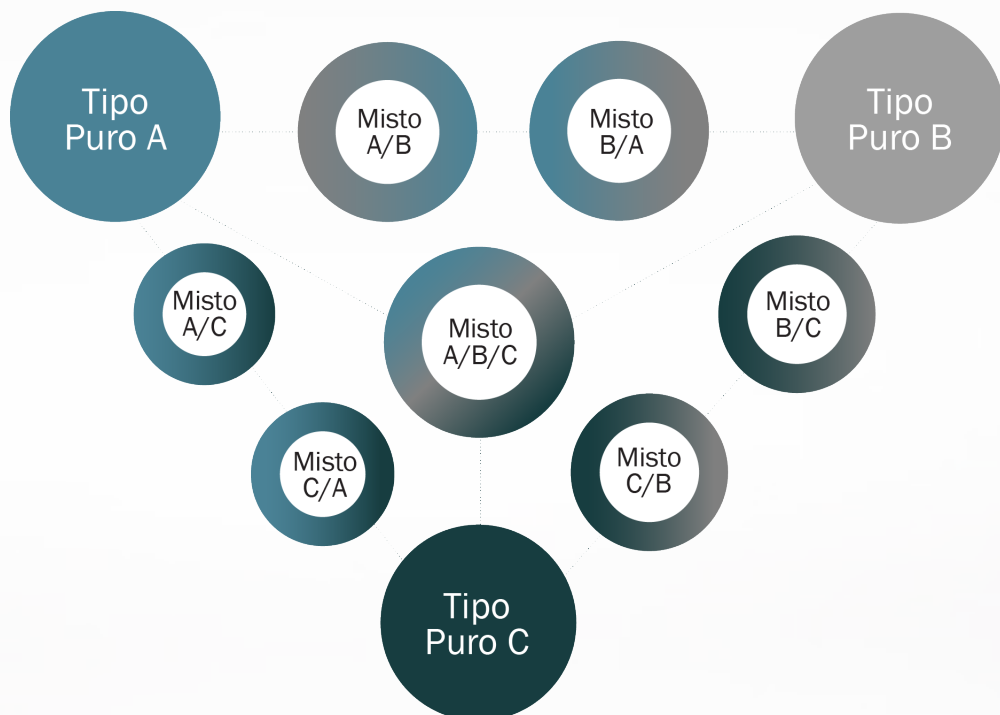 Tipo
Puro A
Misto
A/B
Misto
B/A
Tipo
Puro B
Misto
A/C
Misto
A/B/C
Misto
B/C
Misto
C/A
Misto
C/B
Tipo
Puro C